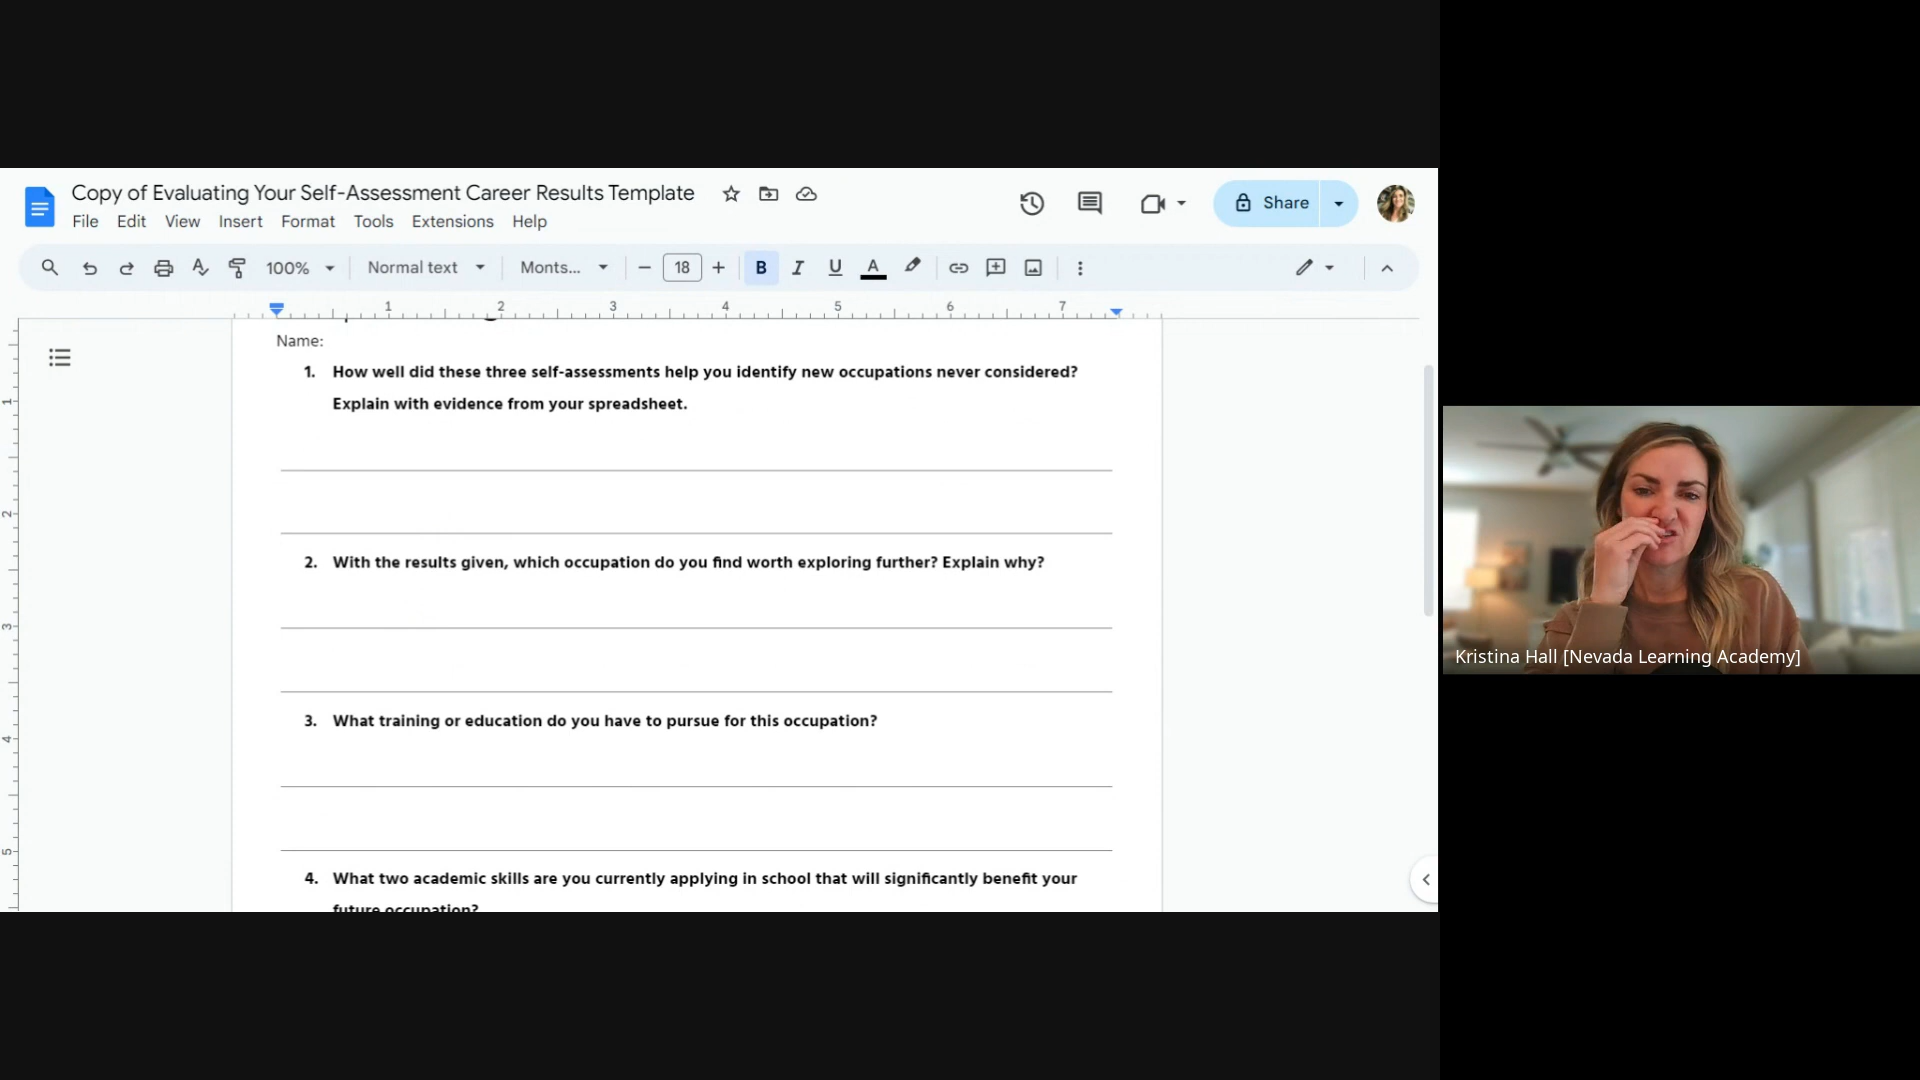 Copy of Evaluating Your Self-Assessment Career Results Template
File Edit View Insert Format Tools Extensions Help
Share
100% Normal text Monts... 18 B I U A
1 2 3 4 5 6 7
Name:
1. How well did these three self-assessments help you identify new occupations never considered?
Explain with evidence from your spreadsheet.
2. With the results given, which occupation do you find worth exploring further? Explain why?
3. What training or education do you have to pursue for this occupation?
4. What two academic skills are you currently applying in school that will significantly benefit your
future occupation?
1
2
3
4
5
Kristina Hall [Nevada Learning Academy]